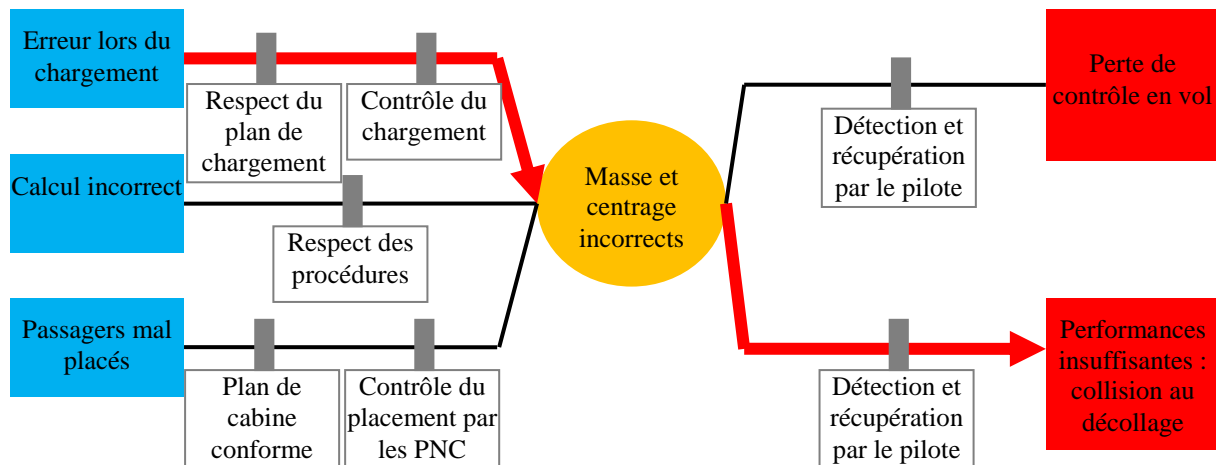 Erreur lors du
chargement
Respect du
plan de
chargement
Contrôle du
chargement
Calcul incorrect
Respect des
procédures
Passagers mal
placés
Plan de
cabine
conforme
Contrôle du
placement par
les PNC
Masse et
centrage
incorrects
Détection et
récupération
par le pilote
Perte de
contrôle en vol
Détection et
récupération
par le pilote
Performances
insuffisantes :
collision au
décollage